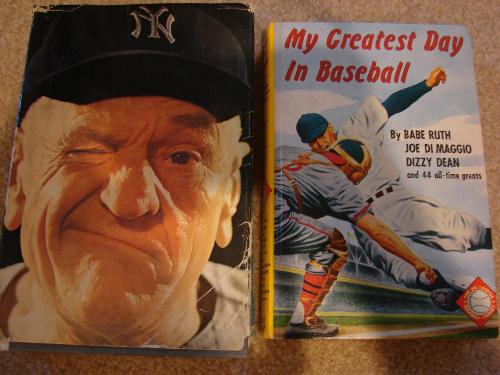 NY
My Greatest Day
In Baseball
By BABE RUTH
JOE DI MAGGIO
DIZZY DEAN
and 44 all-time greats